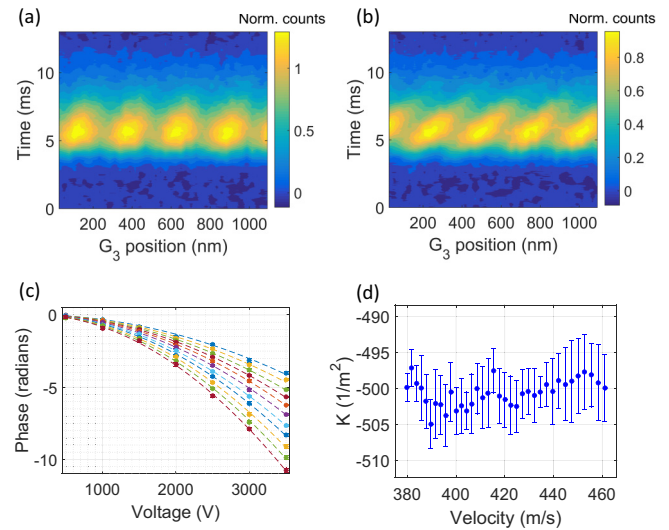 (a)
Norm. counts
(b)
Norm. counts
Time (ms)
10
5
0
200 400 600 800 1000
G3 position (nm)
1
0.5
0
Time (ms)
10
5
0
200 400 600 800 1000
G3 position (nm)
0.8
0.6
0.4
0.2
0
(c)
(d)
Phase (radians)
0
-5
-10
1000 2000 3000
Voltage (V)
K (1/m²)
-490
-495
-500
-505
-510
380 400 420 440 460
Velocity (m/s)